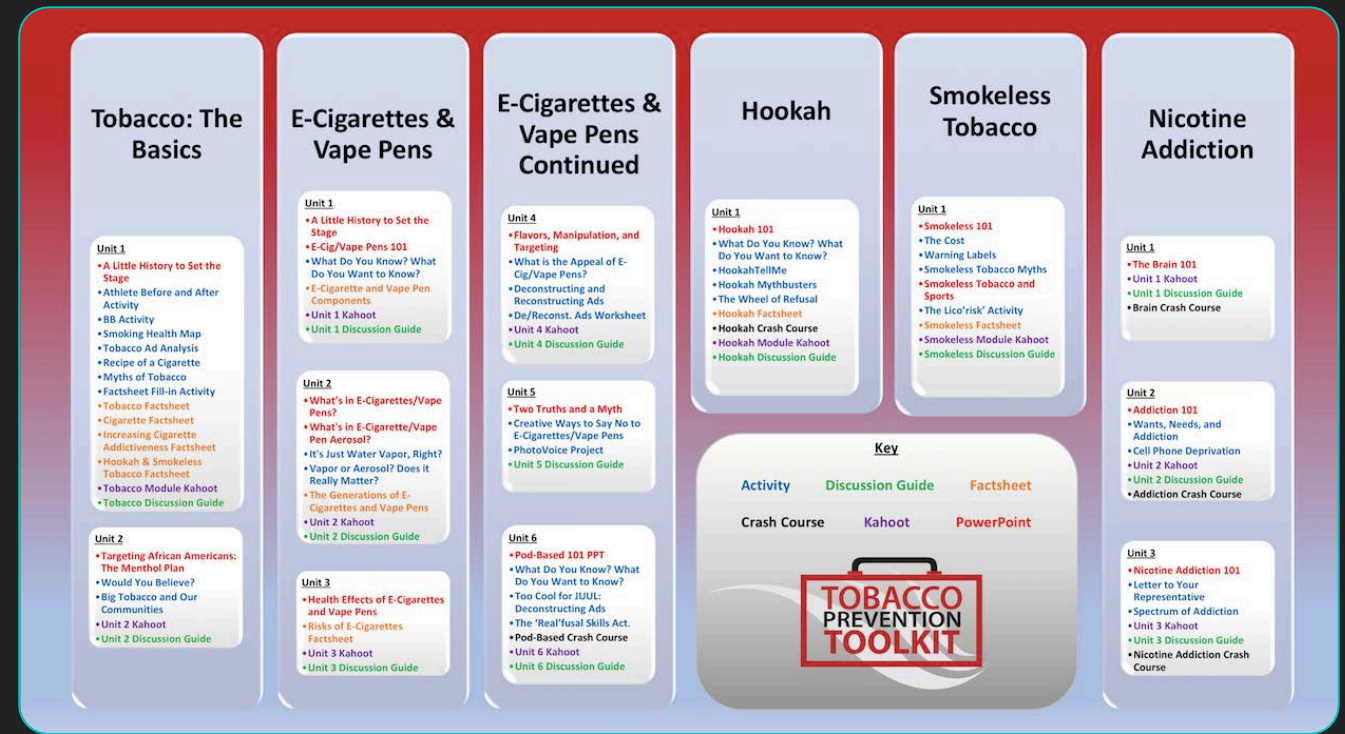 Tobacco: The
Basics
Unit 1
•A Little History to Set the
Stage
•Athlete Before and After
Activity
•BB Activity
•Smoking Health Map
•Tobacco Ad Analysis
•Recipe of a Cigarette
•Myths of Tobacco
•Factsheet Fill-in Activity
•Tobacco Factsheet
•Cigarette Factsheet
•Increasing Cigarette
Addictiveness Factsheet
•Hookah & Smokeless
Tobacco Factsheet
•Tobacco Module Kahoot
•Tobacco Discussion Guide
Unit 2
•Targeting African Americans:
The Menthol Plan
•Would You Believe?
•Big Tobacco and Our
Communities
•Unit 2 Kahoot
•Unit 2 Discussion Guide
E-Cigarettes &
Vape Pens
Unit 1
•A Little History to Set the
Stage
•E-Cig/Vape Pens 101
•What Do You Know? What
Do You Want to Know?
•E-Cigarette and Vape Pen
Components
•Unit 1 Kahoot
•Unit 1 Discussion Guide
Unit 2
•What's in E-Cigarettes/Vape
Pens?
•What's in E-Cigarette/Vape
Pen Aerosol?
•It's Just Water Vapor, Right?
•Vapor or Aerosol? Does it
Really Matter?
•The Generations of E-
Cigarettes and Vape Pens
•Unit 2 Kahoot
•Unit 2 Discussion Guide
Unit 3
•Health Effects of E-Cigarettes
and Vape Pens
•Risks of E-Cigarettes
Factsheet
•Unit 3 Kahoot
•Unit 3 Discussion Guide
E-Cigarettes &
Vape Pens
Continued
Unit 4
•Flavors, Manipulation, and
Targeting
•What is the Appeal of E-
Cig/Vape Pens?
•Deconstructing and
Reconstructing Ads
•De/Reconst. Ads Worksheet
•Unit 4 Kahoot
•Unit 4 Discussion Guide
Unit 5
•Two Truths and a Myth
•Creative Ways to Say No to
E-Cigarettes/Vape Pens
•PhotoVoice Project
•Unit 5 Discussion Guide
Unit 6
•Pod-Based 101 PPT
•What Do You Know? What
Do You Want to Know?
•Too Cool for JUUL:
Deconstructing Ads
•The 'Real'fusal Skills Act.
•Pod-Based Crash Course
•Unit 6 Kahoot
•Unit 6 Discussion Guide
Hookah
Unit 1
•Hookah 101
•What Do You Know? What
Do You Want to Know?
•HookahTellMe
•Hookah Mythbusters
•The Wheel of Refusal
•Hookah Factsheet
•Hookah Crash Course
•Hookah Module Kahoot
•Hookah Discussion Guide
Smokeless
Tobacco
Unit 1
•Smokeless 101
•The Cost
•Warning Labels
•Smokeless Tobacco Myths
•Smokeless Tobacco and
Sports
•The Lico'risk' Activity
•Smokeless Factsheet
•Smokeless Module Kahoot
•Smokeless Discussion Guide
Key
Activity Discussion Guide Factsheet
Crash Course Kahoot PowerPoint
TOBACCO
PREVENTION
TOOLKIT
Nicotine
Addiction
Unit 1
•The Brain 101
•Unit 1 Kahoot
•Unit 1 Discussion Guide
•Brain Crash Course
Unit 2
•Addiction 101
•Wants, Needs, and
Addiction
•Cell Phone Deprivation
•Unit 2 Kahoot
•Unit 2 Discussion Guide
•Addiction Crash Course
Unit 3
•Nicotine Addiction 101
•Letter to Your
Representative
•Spectrum of Addiction
•Unit 3 Kahoot
•Unit 3 Discussion Guide
•Nicotine Addiction Crash
Course